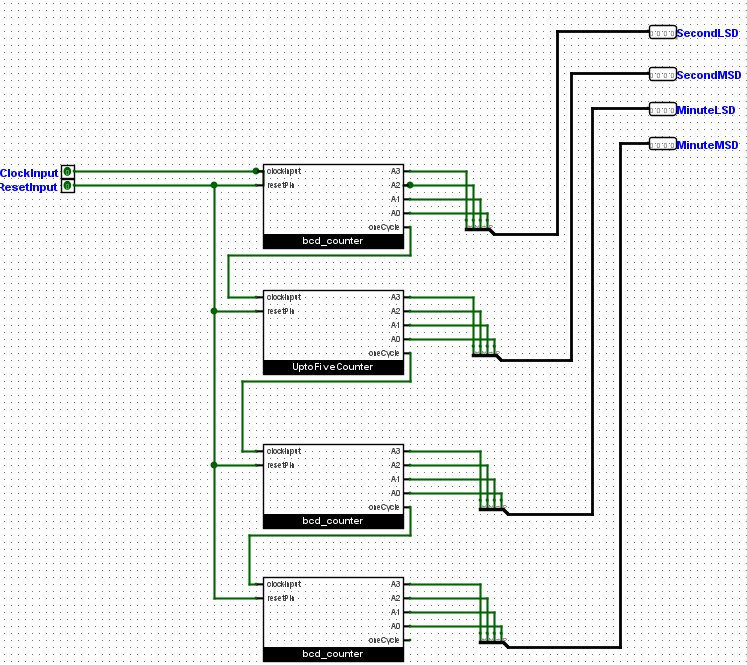 SecondLSD
SecondMSD
MinuteLSD
MinuteMSD
ClockInput
ResetInput
clockInput
resetPin
A3
A2
A1
A0
oneCycle
bcd_counter
clockInput
resetPin
A3
A2
A1
A0
oneCycle
UptoFiveCounter
clockInput
resetPin
A3
A2
A1
A0
oneCycle
bcd_counter
clockInput
resetPin
A3
A2
A1
A0
oneCycle
bcd_counter